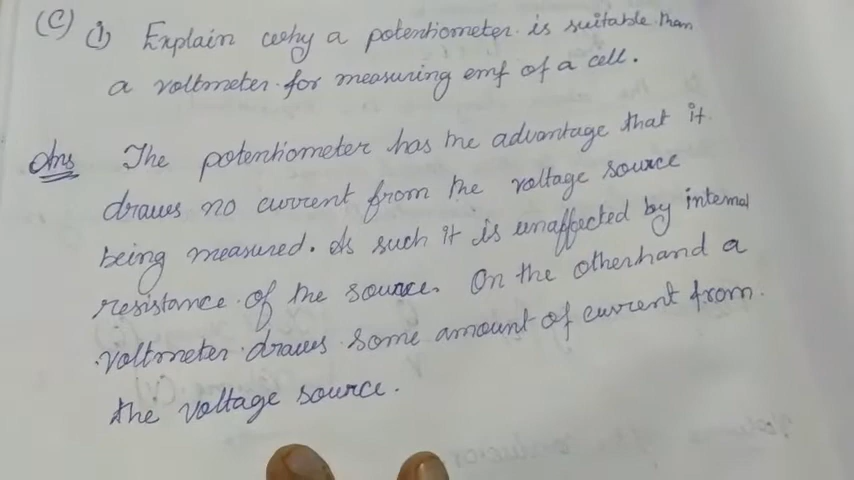 (C) (i) Explain why a potentiometer is suitable than
a voltmeter for measuring emf of a cell.
Ans The potentiometer has the advantage that it
draws no current from the voltage source
being measured. As such it is unaffected by internal
resistance of the source. On the otherhand a
voltmeter draws some amount of current from
the voltage source.